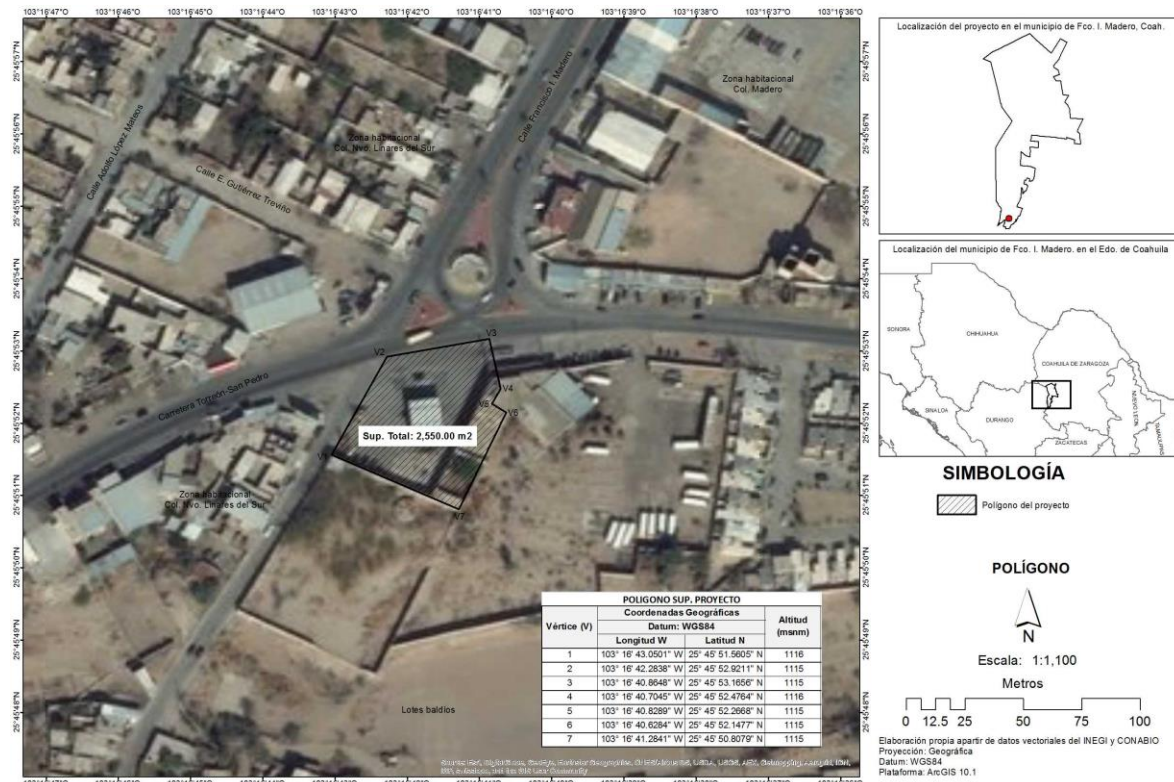 103°16'47"O 103°16'46"O 103°16'45"O 103°16'44"O 103°16'43"O 103°16'42"O 103°16'41"O 103°16'40"O 103°16'39"O 103°16'38"O 103°16'37"O 103°16'36"O
25°45'57"N
25°45'56"N
25°45'55"N
25°45'54"N
25°45'53"N
25°45'52"N
25°45'51"N
25°45'50"N
25°45'49"N
25°45'48"N
Calle Adolfo López Mateos
Calle E. Gutiérrez Treviño
Zona habitacional
Col. Nvo. Linares del Sur
Calle Francisco I. Madero
Zona habitacional
Col. Madero
Carretera Torreón-San Pedro
V2
V3
V4
V5
V6
Sup. Total: 2,550.00 m2
V7
Zona habitacional
Col. Nvo. Linares del Sur
Lotes baldíos
POLIGONO SUP. PROYECTO
Vértice (V) Coordenadas Geográficas Altitud (msnm)
Datum: WGS84
Longitud W Latitud N
1 103° 16' 43.0501" W 25° 45' 51.5605" N 1116
2 103° 16' 42.2838" W 25° 45' 52.9211" N 1115
3 103° 16' 40.8648" W 25° 45' 53.1656" N 1115
4 103° 16' 40.7045" W 25° 45' 52.4764" N 1116
5 103° 16' 40.8289" W 25° 45' 52.2668" N 1115
6 103° 16' 40.6284" W 25° 45' 52.1477" N 1115
7 103° 16' 41.2841" W 25° 45' 50.8079" N 1115
Localización del proyecto en el municipio de Fco. I. Madero, Coah.
Localización del municipio de Fco. I. Madero. en el Edo. de Coahuila
SONORA
CHIHUAHUA
COAHUILA DE ZARAGOZA
SINALOA
DURANGO
NUEVO LEON
TAMAULIPAS
ZACATECAS
SIMBOLOGÍA
Polígono del proyecto
POLÍGONO
N
Escala: 1:1,100
Metros
0 12.5 25 50 75 100
Elaboración propia apartir de datos vectoriales del INEGI y CONABIO
Proyección: Geográfica
Datum: WGS84
Plataforma: ArcGIS 10.1